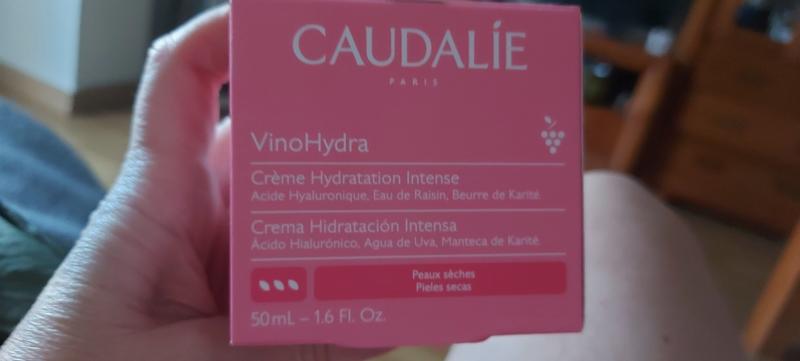 CAUDALÍE
PARIS
VinoHydra
Crème Hydratation Intense
Acide Hyaluronique, Eau de Raisin, Beurre de Karité
Crema Hidratación Intensa
Ácido Hialurónico, Agua de Uva, Manteca de Karité
Peaux sèches
Pieles secas
50mL – 1.6 Fl. Oz.